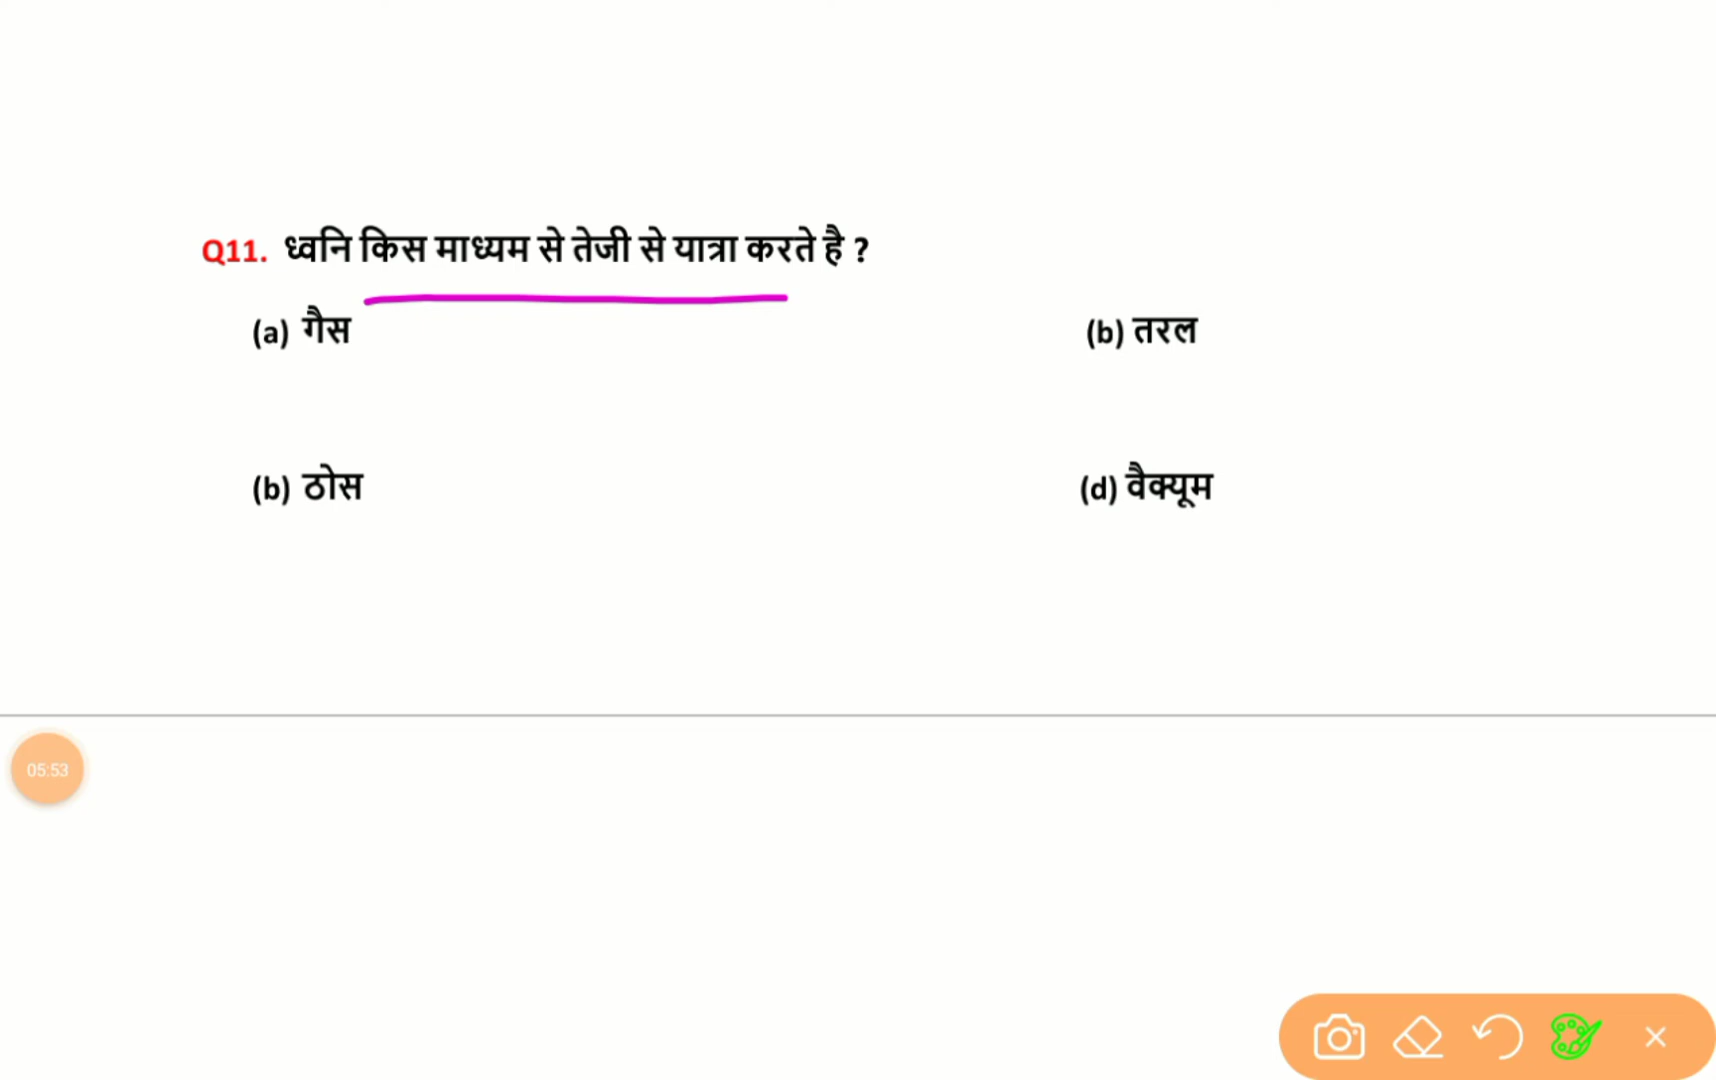 Q11. ध्वनि किस माध्यम से तेजी से यात्रा करते है ?
(a) गैस
(b) तरल
(b) ठोस
(d) वैक्यूम
05:53